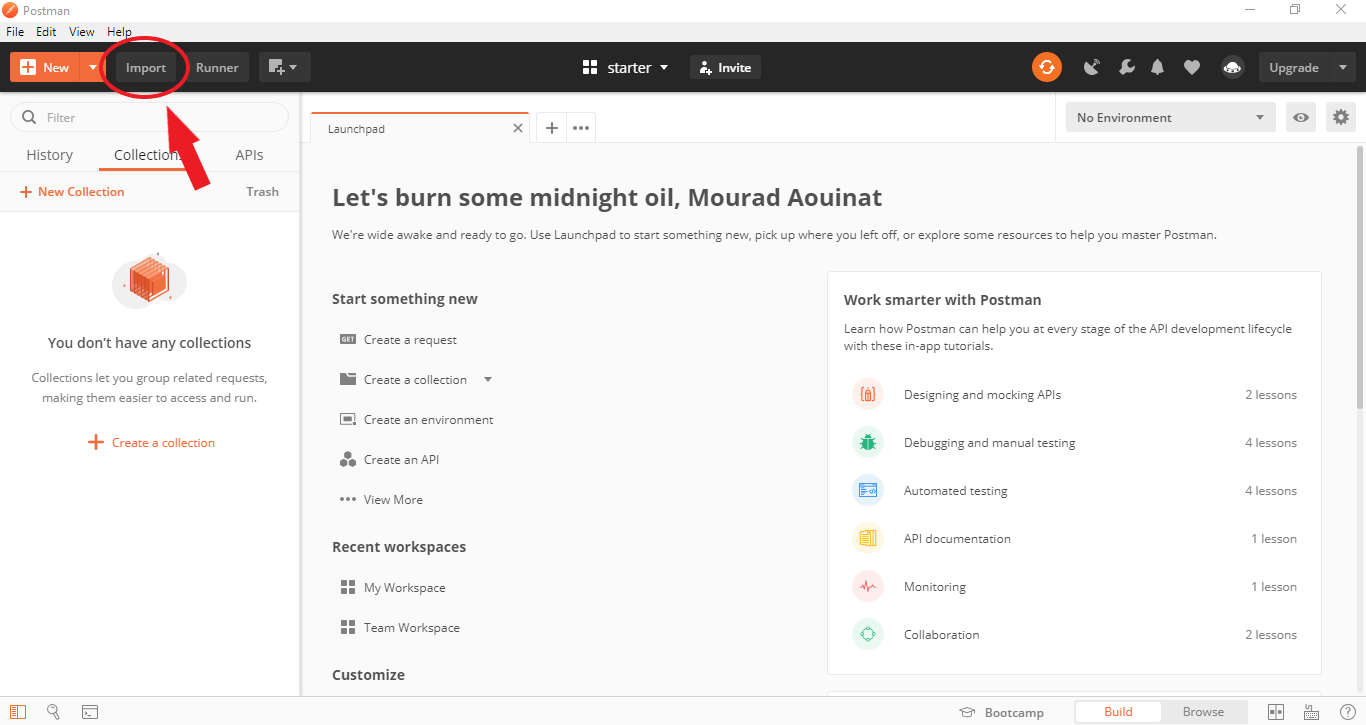 Postman
File Edit View Help
New Import Runner starter Invite Upgrade
Filter
Launchpad
No Environment
History Collections APIs
New Collection Trash
You don't have any collections
Collections let you group related requests,
making them easier to access and run.
Create a collection
Let's burn some midnight oil, Mourad Aouinat
We're wide awake and ready to go. Use Launchpad to start something new, pick up where you left off, or explore some resources to help you master Postman.
Start something new
GET Create a request
Create a collection
Create an environment
Create an API
View More
Recent workspaces
My Workspace
Team Workspace
Customize
Work smarter with Postman
Learn how Postman can help you at every stage of the API development lifecycle
with these in-app tutorials.
Designing and mocking APIs 2 lessons
Debugging and manual testing 4 lessons
Automated testing 4 lessons
API documentation 1 lesson
Monitoring 1 lesson
Collaboration 2 lessons
Bootcamp Build Browse